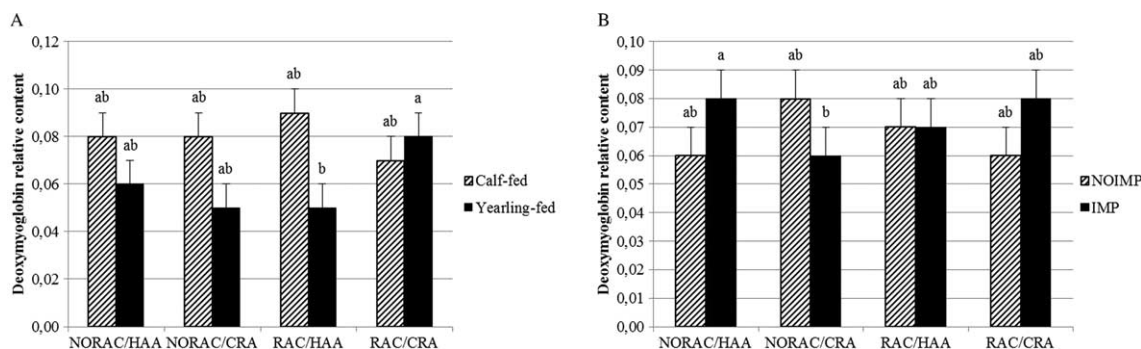 A
Deoxymyoglobin relative content
0,12
0,10
0,08
0,06
0,04
0,02
0,00
ab
ab
ab
ab
ab
b
ab
a
NORAC/HAA NORAC/CRA RAC/HAA RAC/CRA
Calf-fed
Yearling-fed
B
Deoxymyoglobin relative content
0,10
0,09
0,08
0,07
0,06
0,05
0,04
0,03
0,02
0,01
0,00
ab
a
ab
b
ab
ab
ab
ab
NORAC/HAA NORAC/CRA RAC/HAA RAC/CRA
NOIMP
IMP